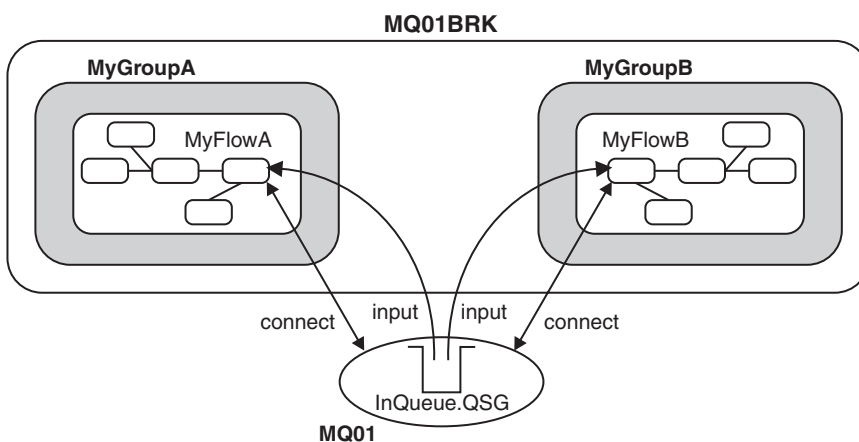 MQ01BRK
MyGroupA
MyGroupB
MyFlowA
MyFlowB
connect
input
input
connect
InQueue.QSG
MQ01